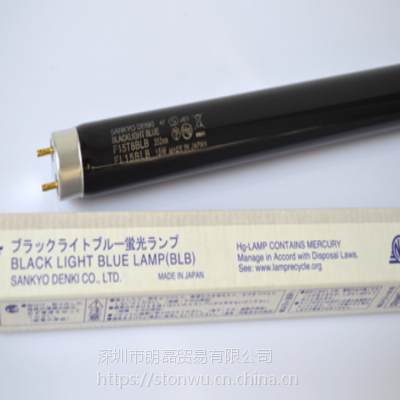 SANKYO DENKI
BLACKLIGHT BLUE
F15T8BLB 352nm
FL15BLB 15W MADE IN JAPAN
ブラックライトブルー蛍光ランプ
BLACK LIGHT BLUE LAMP(BLB)
SANKYO DENKI CO., LTD. MADE IN JAPAN
Hg-LAMP CONTAINS MERCURY
Manage in Accord with Disposal Laws.
See www.lamprecycle.org
深圳市朗磊贸易有限公司
https://stonwu.cn.china.cn